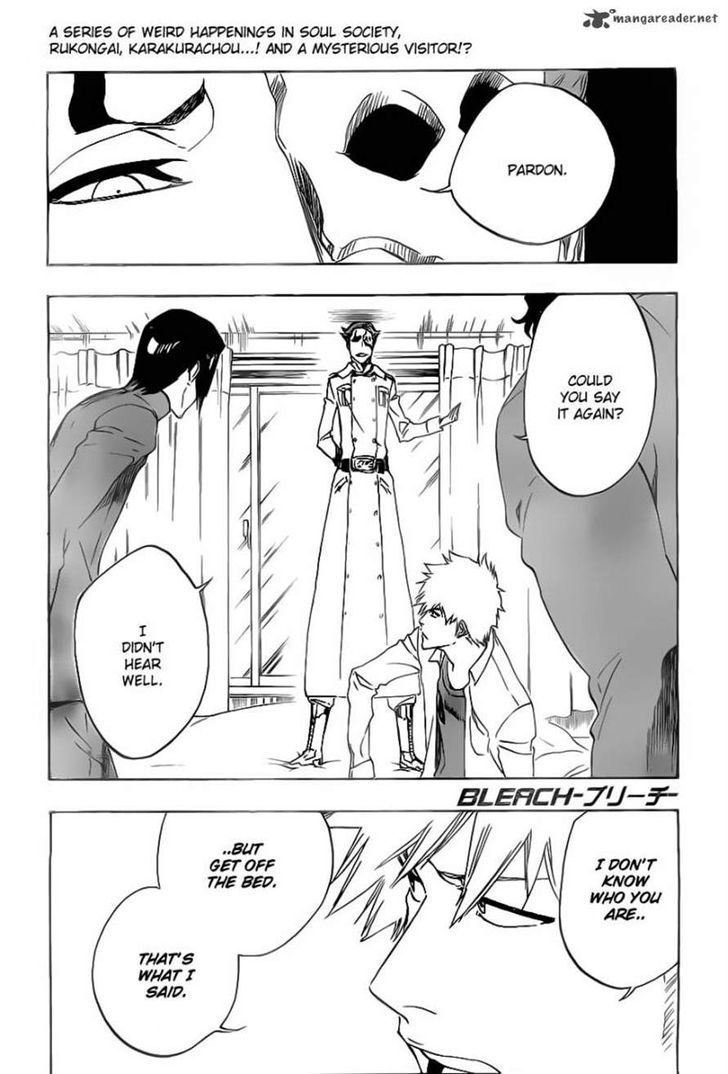 mangareader.net
A SERIES OF WEIRD HAPPENINGS IN SOUL SOCIETY,
RUKONGAI, KARAKURACHOU...! AND A MYSTERIOUS VISITOR!?
PARDON.
COULD
YOU SAY
IT AGAIN?
I
DIDN'T
HEAR
WELL.
BLEACH-ブリーチ-
I DON'T
KNOW
WHO YOU
ARE..
..BUT
GET OFF
THE BED.
THAT'S
WHAT I
SAID.